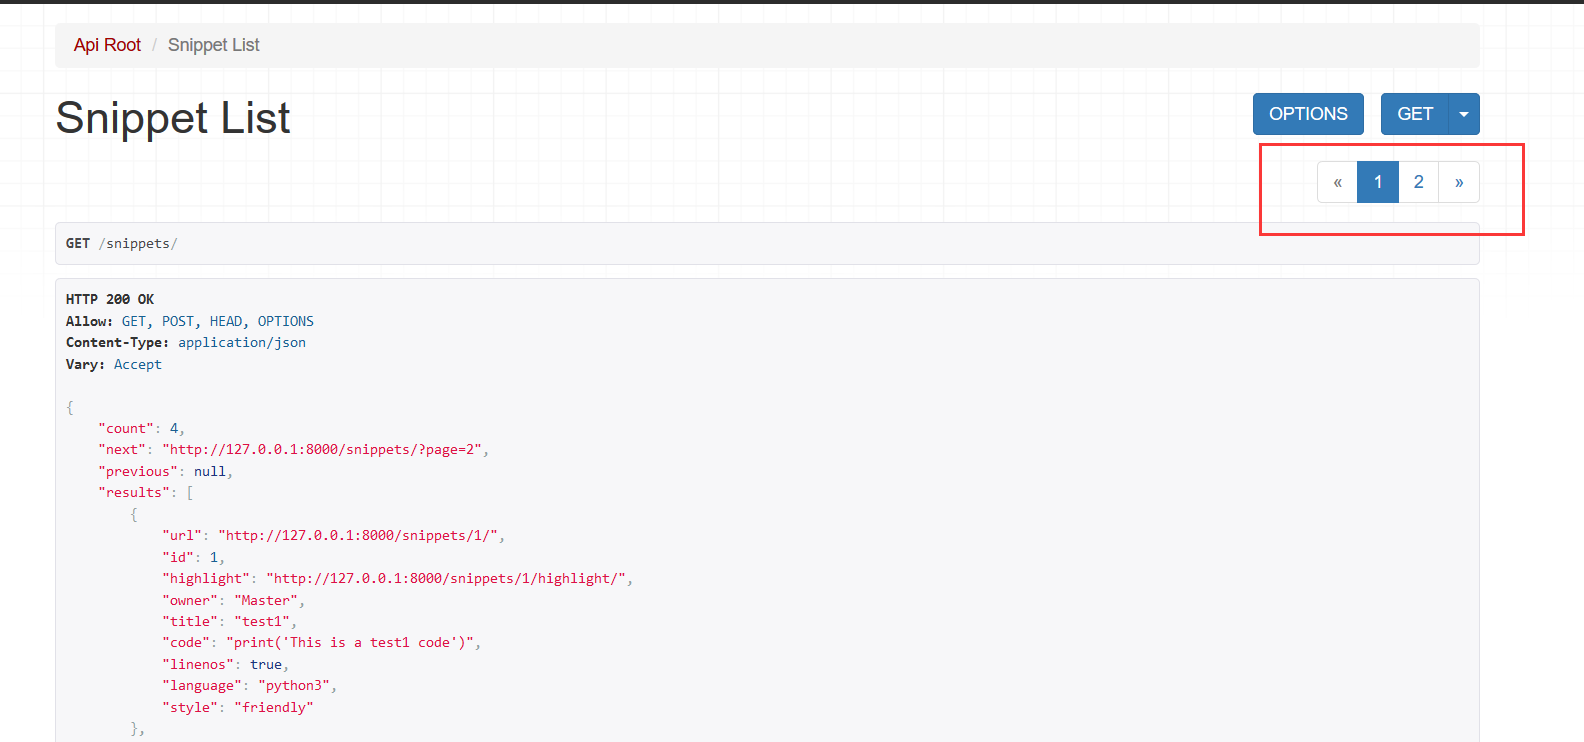 Api Root / Snippet List
Snippet List
OPTIONS GET
« 1 2 »
GET /snippets/
HTTP 200 OK
Allow: GET, POST, HEAD, OPTIONS
Content-Type: application/json
Vary: Accept
{
    "count": 4,
    "next": "http://127.0.0.1:8000/snippets/?page=2",
    "previous": null,
    "results": [
        {
            "url": "http://127.0.0.1:8000/snippets/1/",
            "id": 1,
            "highlight": "http://127.0.0.1:8000/snippets/1/highlight/",
            "owner": "Master",
            "title": "test1",
            "code": "print('This is a test1 code')",
            "linenos": true,
            "language": "python3",
            "style": "friendly"
        },